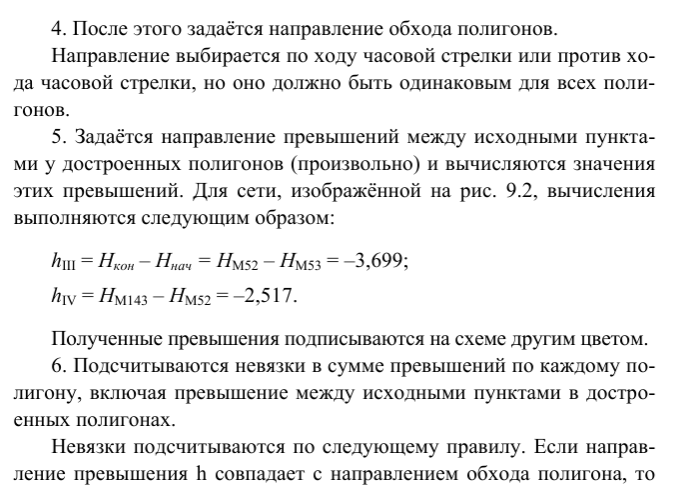 4. После этого задаётся направление обхода полигонов.
Направление выбирается по ходу часовой стрелки или против хо-
да часовой стрелки, но оно должно быть одинаковым для всех поли-
гонов.
5. Задаётся направление превышений между исходными пункта-
ми у достроенных полигонов (произвольно) и вычисляются значения
этих превышений. Для сети, изображённой на рис. 9.2, вычисления
выполняются следующим образом:
hIII = Hкон – Hнач = HМ52 – HМ53 = –3,699;
hIV = HМ143 – HМ52 = –2,517.
Полученные превышения подписываются на схеме другим цветом.
6. Подсчитываются невязки в сумме превышений по каждому по-
лигону, включая превышение между исходными пунктами в достро-
енных полигонах.
Невязки подсчитываются по следующему правилу. Если направ-
ление превышения h совпадает с направлением обхода полигона, то